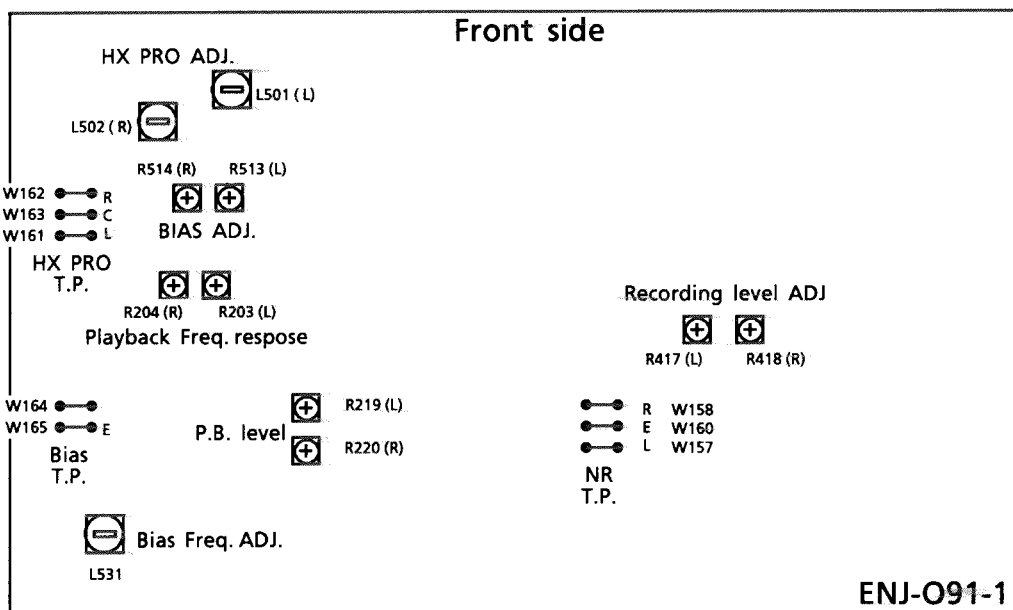 Front side
HX PRO ADJ.
L501 (L)
L502 (R)
R514 (R) R513 (L)
W162 R
W163 C
W161 L
BIAS ADJ.
HX PRO
T.P.
R204 (R) R203 (L)
Playback Freq. respose
Recording level ADJ
R417 (L) R418 (R)
W164
W165 E
Bias
T.P.
P.B. level
R219 (L)
R220 (R)
R W158
E W160
L W157
NR
T.P.
Bias Freq. ADJ.
L531
ENJ-O91-1